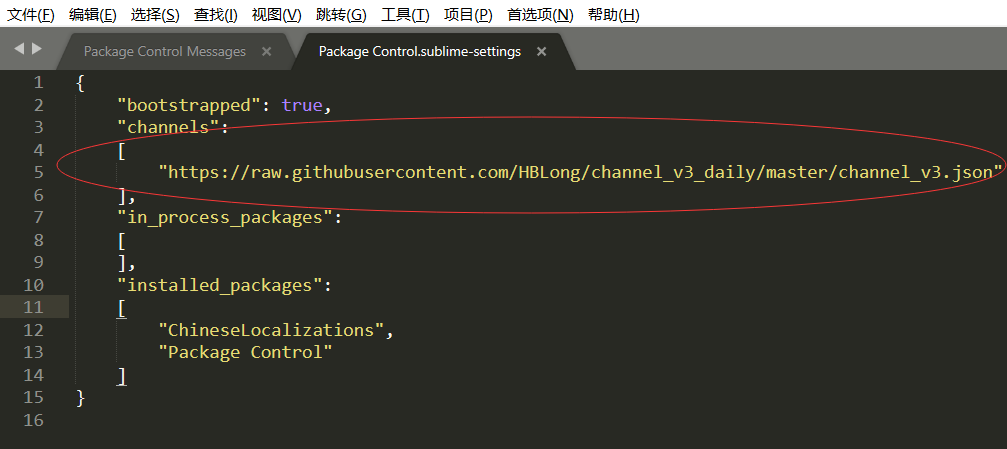 文件(F) 编辑(E) 选择(S) 查找(I) 视图(V) 跳转(G) 工具(T) 项目(P) 首选项(N) 帮助(H)
Package Control Messages × Package Control.sublime-settings ×
1 {
2 "bootstrapped": true,
3 "channels":
4 [
5 "https://raw.githubusercontent.com/HBLong/channel_v3_daily/master/channel_v3.json"
6 ],
7 "in_process_packages":
8 [
9 ],
10 "installed_packages":
11 [
12 "ChineseLocalizations",
13 "Package Control"
14 ]
15 }
16